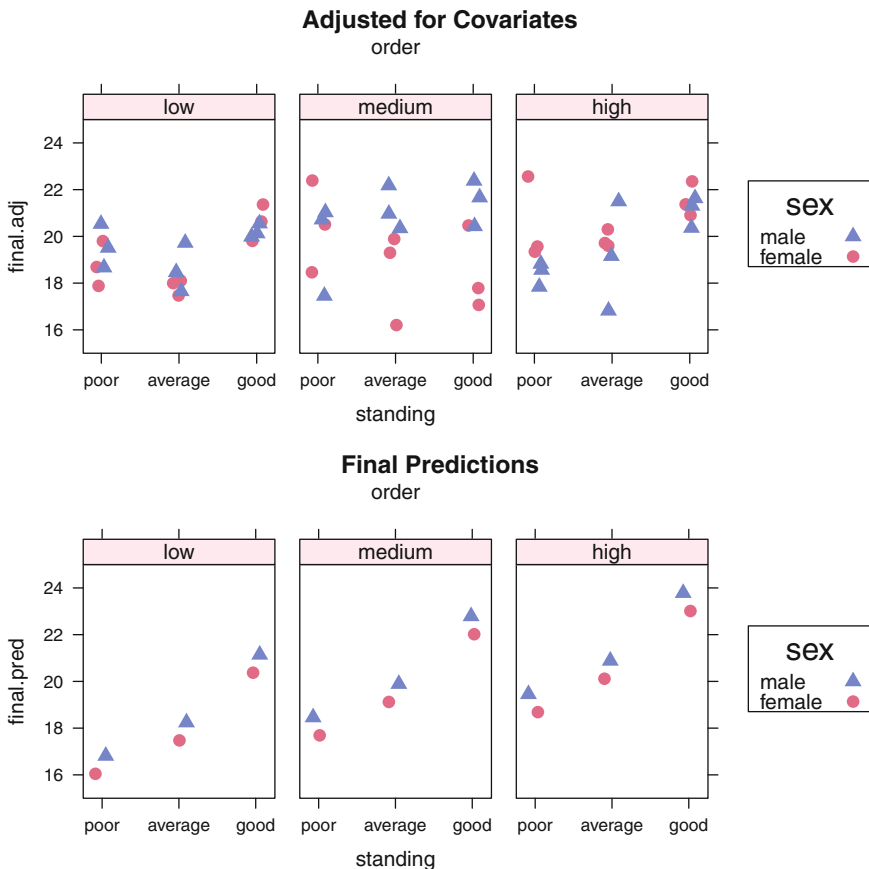 Adjusted for Covariates
order
low medium high
final.adj
24
22
20
18
16
poor average good poor average good poor average good
standing
sex
male
female
Final Predictions
order
low medium high
final.pred
24
22
20
18
16
poor average good poor average good poor average good
standing
sex
male
female